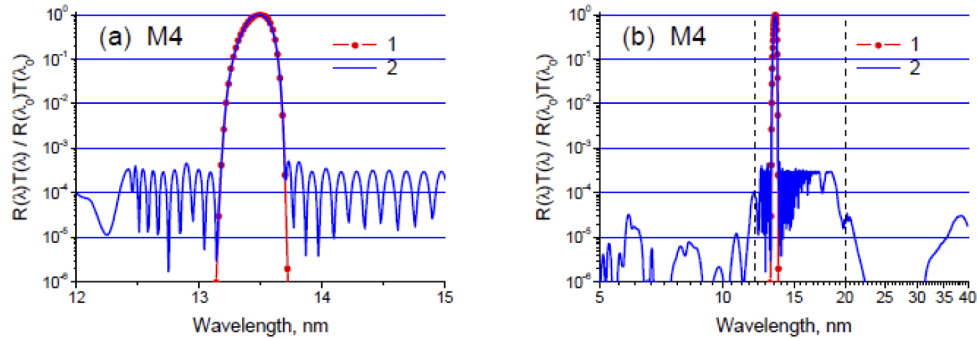 (a) M4
1
2
R(λ)T(λ) / R(λ₀)T(λ₀)
10⁰
10⁻¹
10⁻²
10⁻³
10⁻⁴
10⁻⁵
10⁻⁶
12 13 14 15
Wavelength, nm
(b) M4
1
2
R(λ)T(λ) / R(λ₀)T(λ₀)
10⁰
10⁻¹
10⁻²
10⁻³
10⁻⁴
10⁻⁵
10⁻⁶
5 10 15 20 25 30 35 40
Wavelength, nm